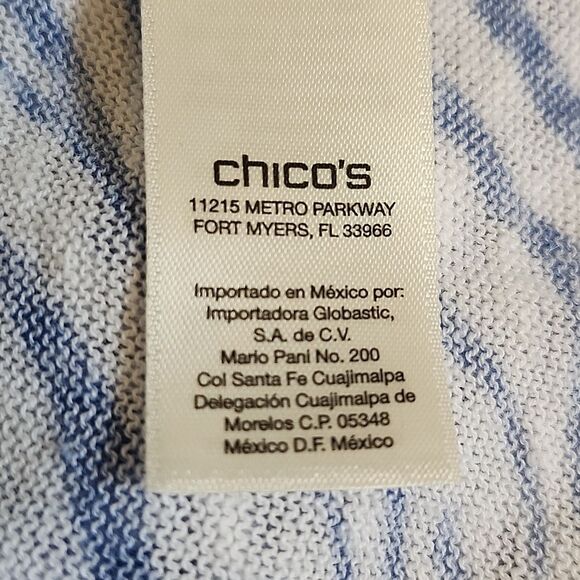 chico's
11215 METRO PARKWAY
FORT MYERS, FL 33966
Importado en México por:
Importadora Globastic,
S.A. de C.V.
Mario Pani No. 200
Col Santa Fe Cuajimalpa
Delegación Cuajimalpa de
Morelos C.P. 05348
México D.F. México